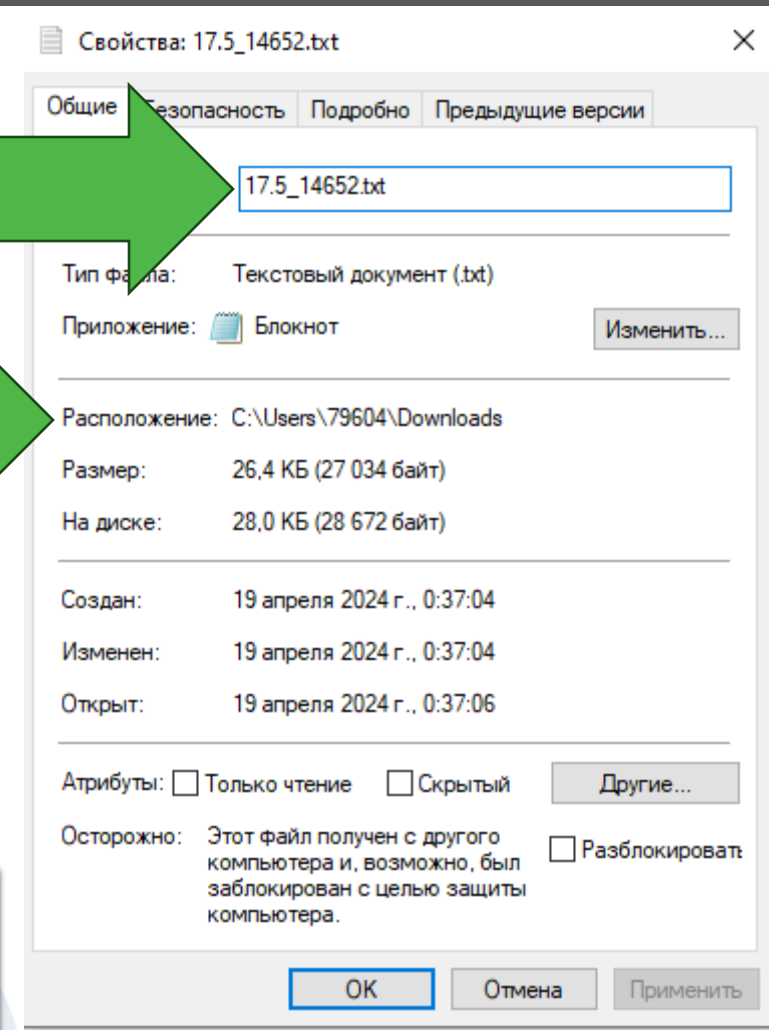 Свойства: 17.5_14652.txt
Общие Безопасность Подробно Предыдущие версии
17.5_14652.txt
Тип файла: Текстовый документ (.txt)
Приложение: Блокнот Изменить...
Расположение: C:\Users\79604\Downloads
Размер: 26,4 КБ (27 034 байт)
На диске: 28,0 КБ (28 672 байт)
Создан: 19 апреля 2024 г., 0:37:04
Изменен: 19 апреля 2024 г., 0:37:04
Открыт: 19 апреля 2024 г., 0:37:06
Атрибуты: Только чтение Скрытый Другие...
Осторожно: Этот файл получен с другого
компьютера и, возможно, был
заблокирован с целью защиты
компьютера.
Разблокировать
OK Отмена Применить